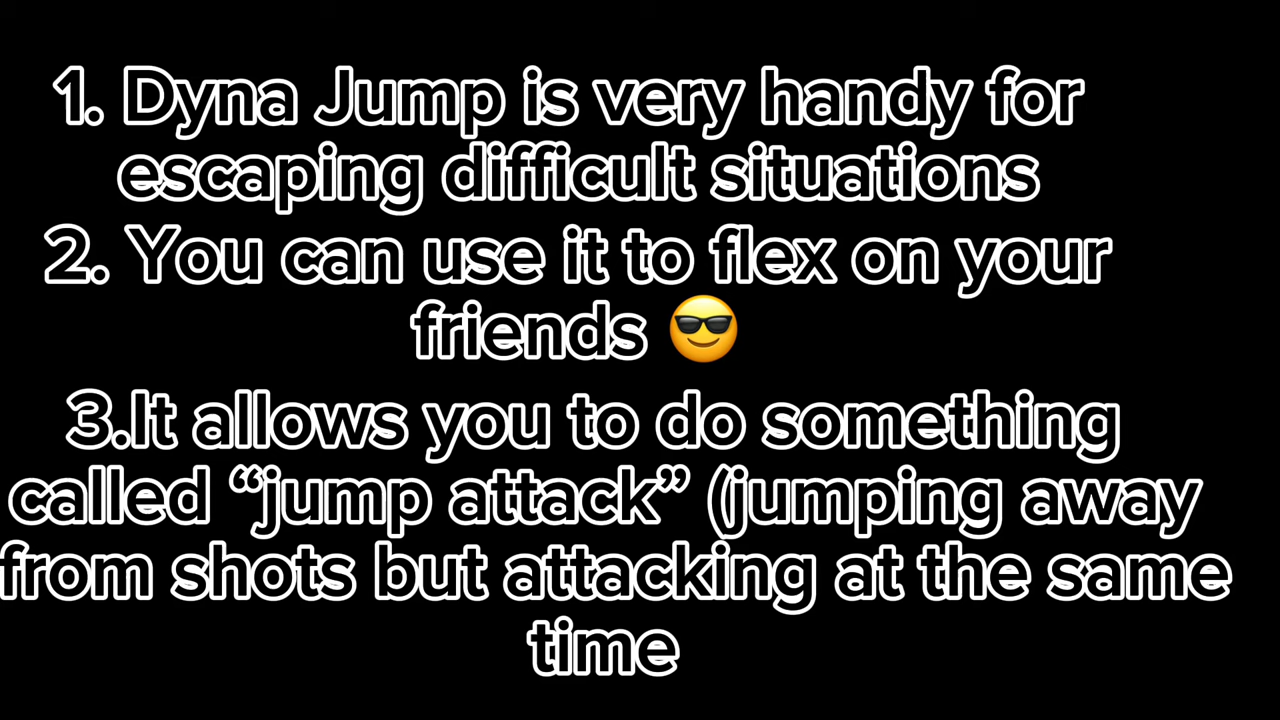 1. Dyna Jump is very handy for
escaping difficult situations
2. You can use it to flex on your
friends 😎
3.It allows you to do something
called “jump attack” (jumping away
from shots but attacking at the same
time